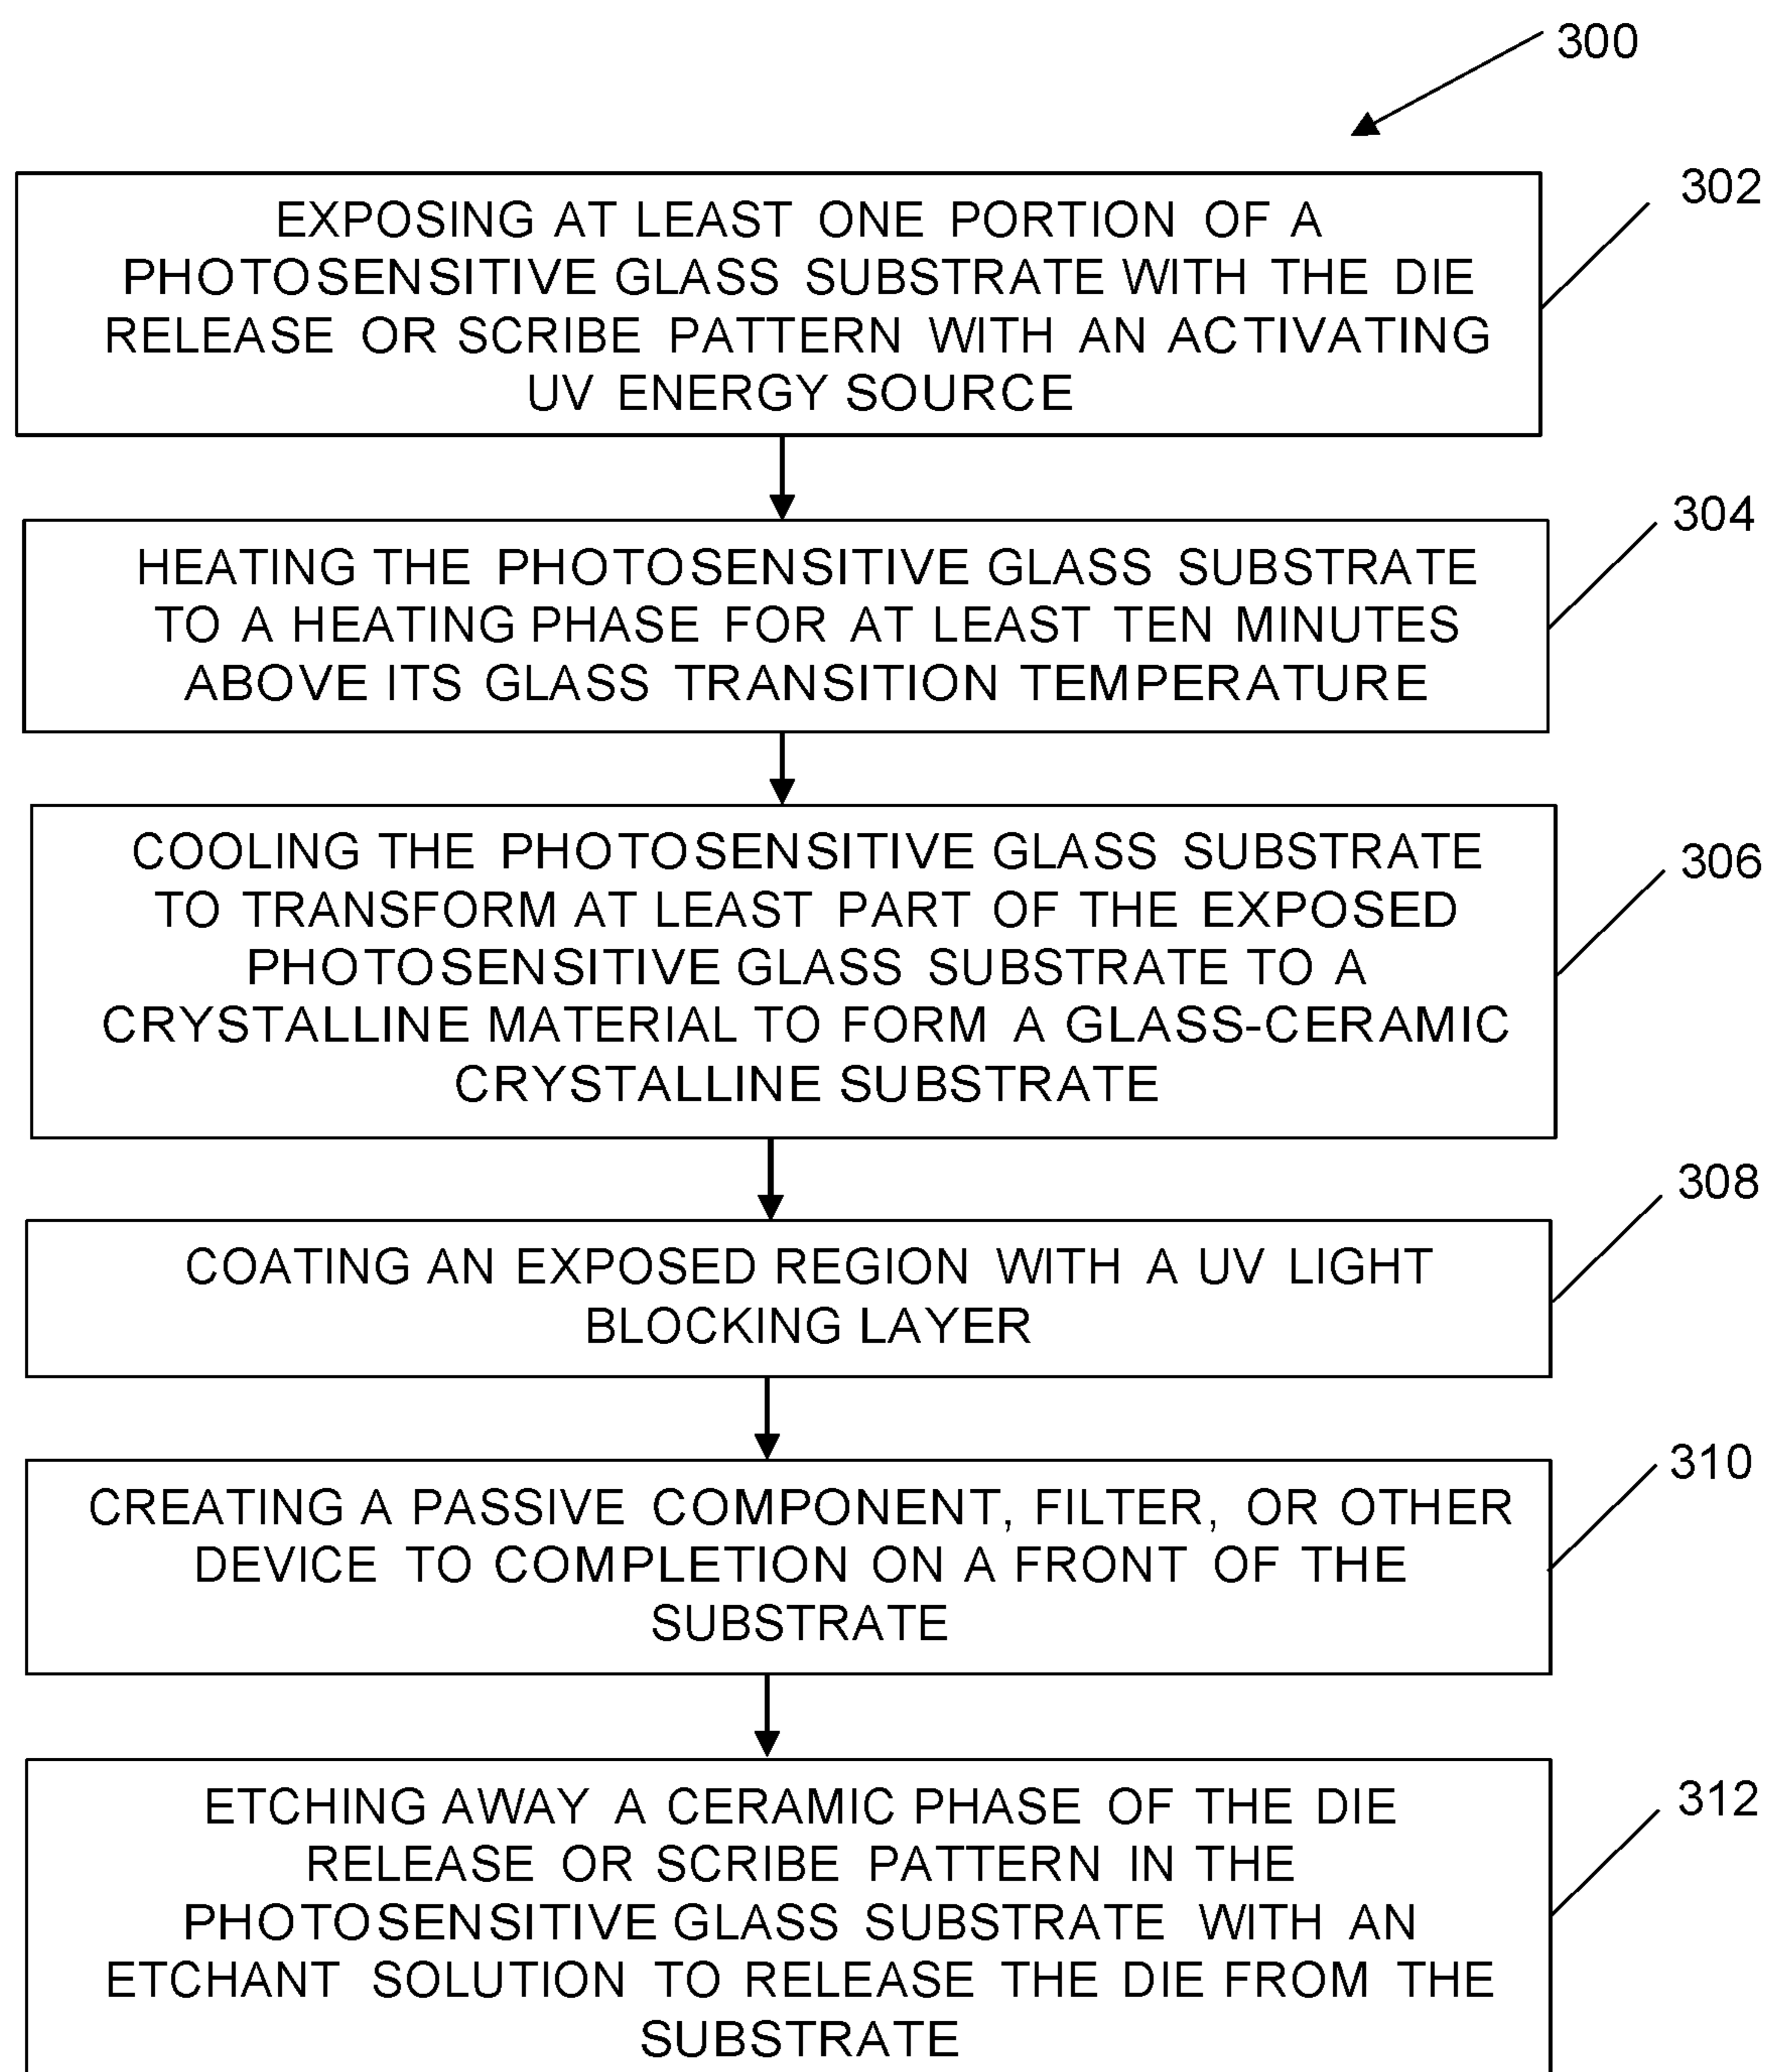 300
302
EXPOSING AT LEAST ONE PORTION OF A
PHOTOSENSITIVE GLASS SUBSTRATE WITH THE DIE
RELEASE OR SCRIBE PATTERN WITH AN ACTIVATING
UV ENERGY SOURCE
304
HEATING THE PHOTOSENSITIVE GLASS SUBSTRATE
TO A HEATING PHASE FOR AT LEAST TEN MINUTES
ABOVE ITS GLASS TRANSITION TEMPERATURE
306
COOLING THE PHOTOSENSITIVE GLASS SUBSTRATE
TO TRANSFORM AT LEAST PART OF THE EXPOSED
PHOTOSENSITIVE GLASS SUBSTRATE TO A
CRYSTALLINE MATERIAL TO FORM A GLASS-CERAMIC
CRYSTALLINE SUBSTRATE
308
COATING AN EXPOSED REGION WITH A UV LIGHT
BLOCKING LAYER
310
CREATING A PASSIVE COMPONENT, FILTER, OR OTHER
DEVICE TO COMPLETION ON A FRONT OF THE
SUBSTRATE
312
ETCHING AWAY A CERAMIC PHASE OF THE DIE
RELEASE OR SCRIBE PATTERN IN THE
PHOTOSENSITIVE GLASS SUBSTRATE WITH AN
ETCHANT SOLUTION TO RELEASE THE DIE FROM THE
SUBSTRATE